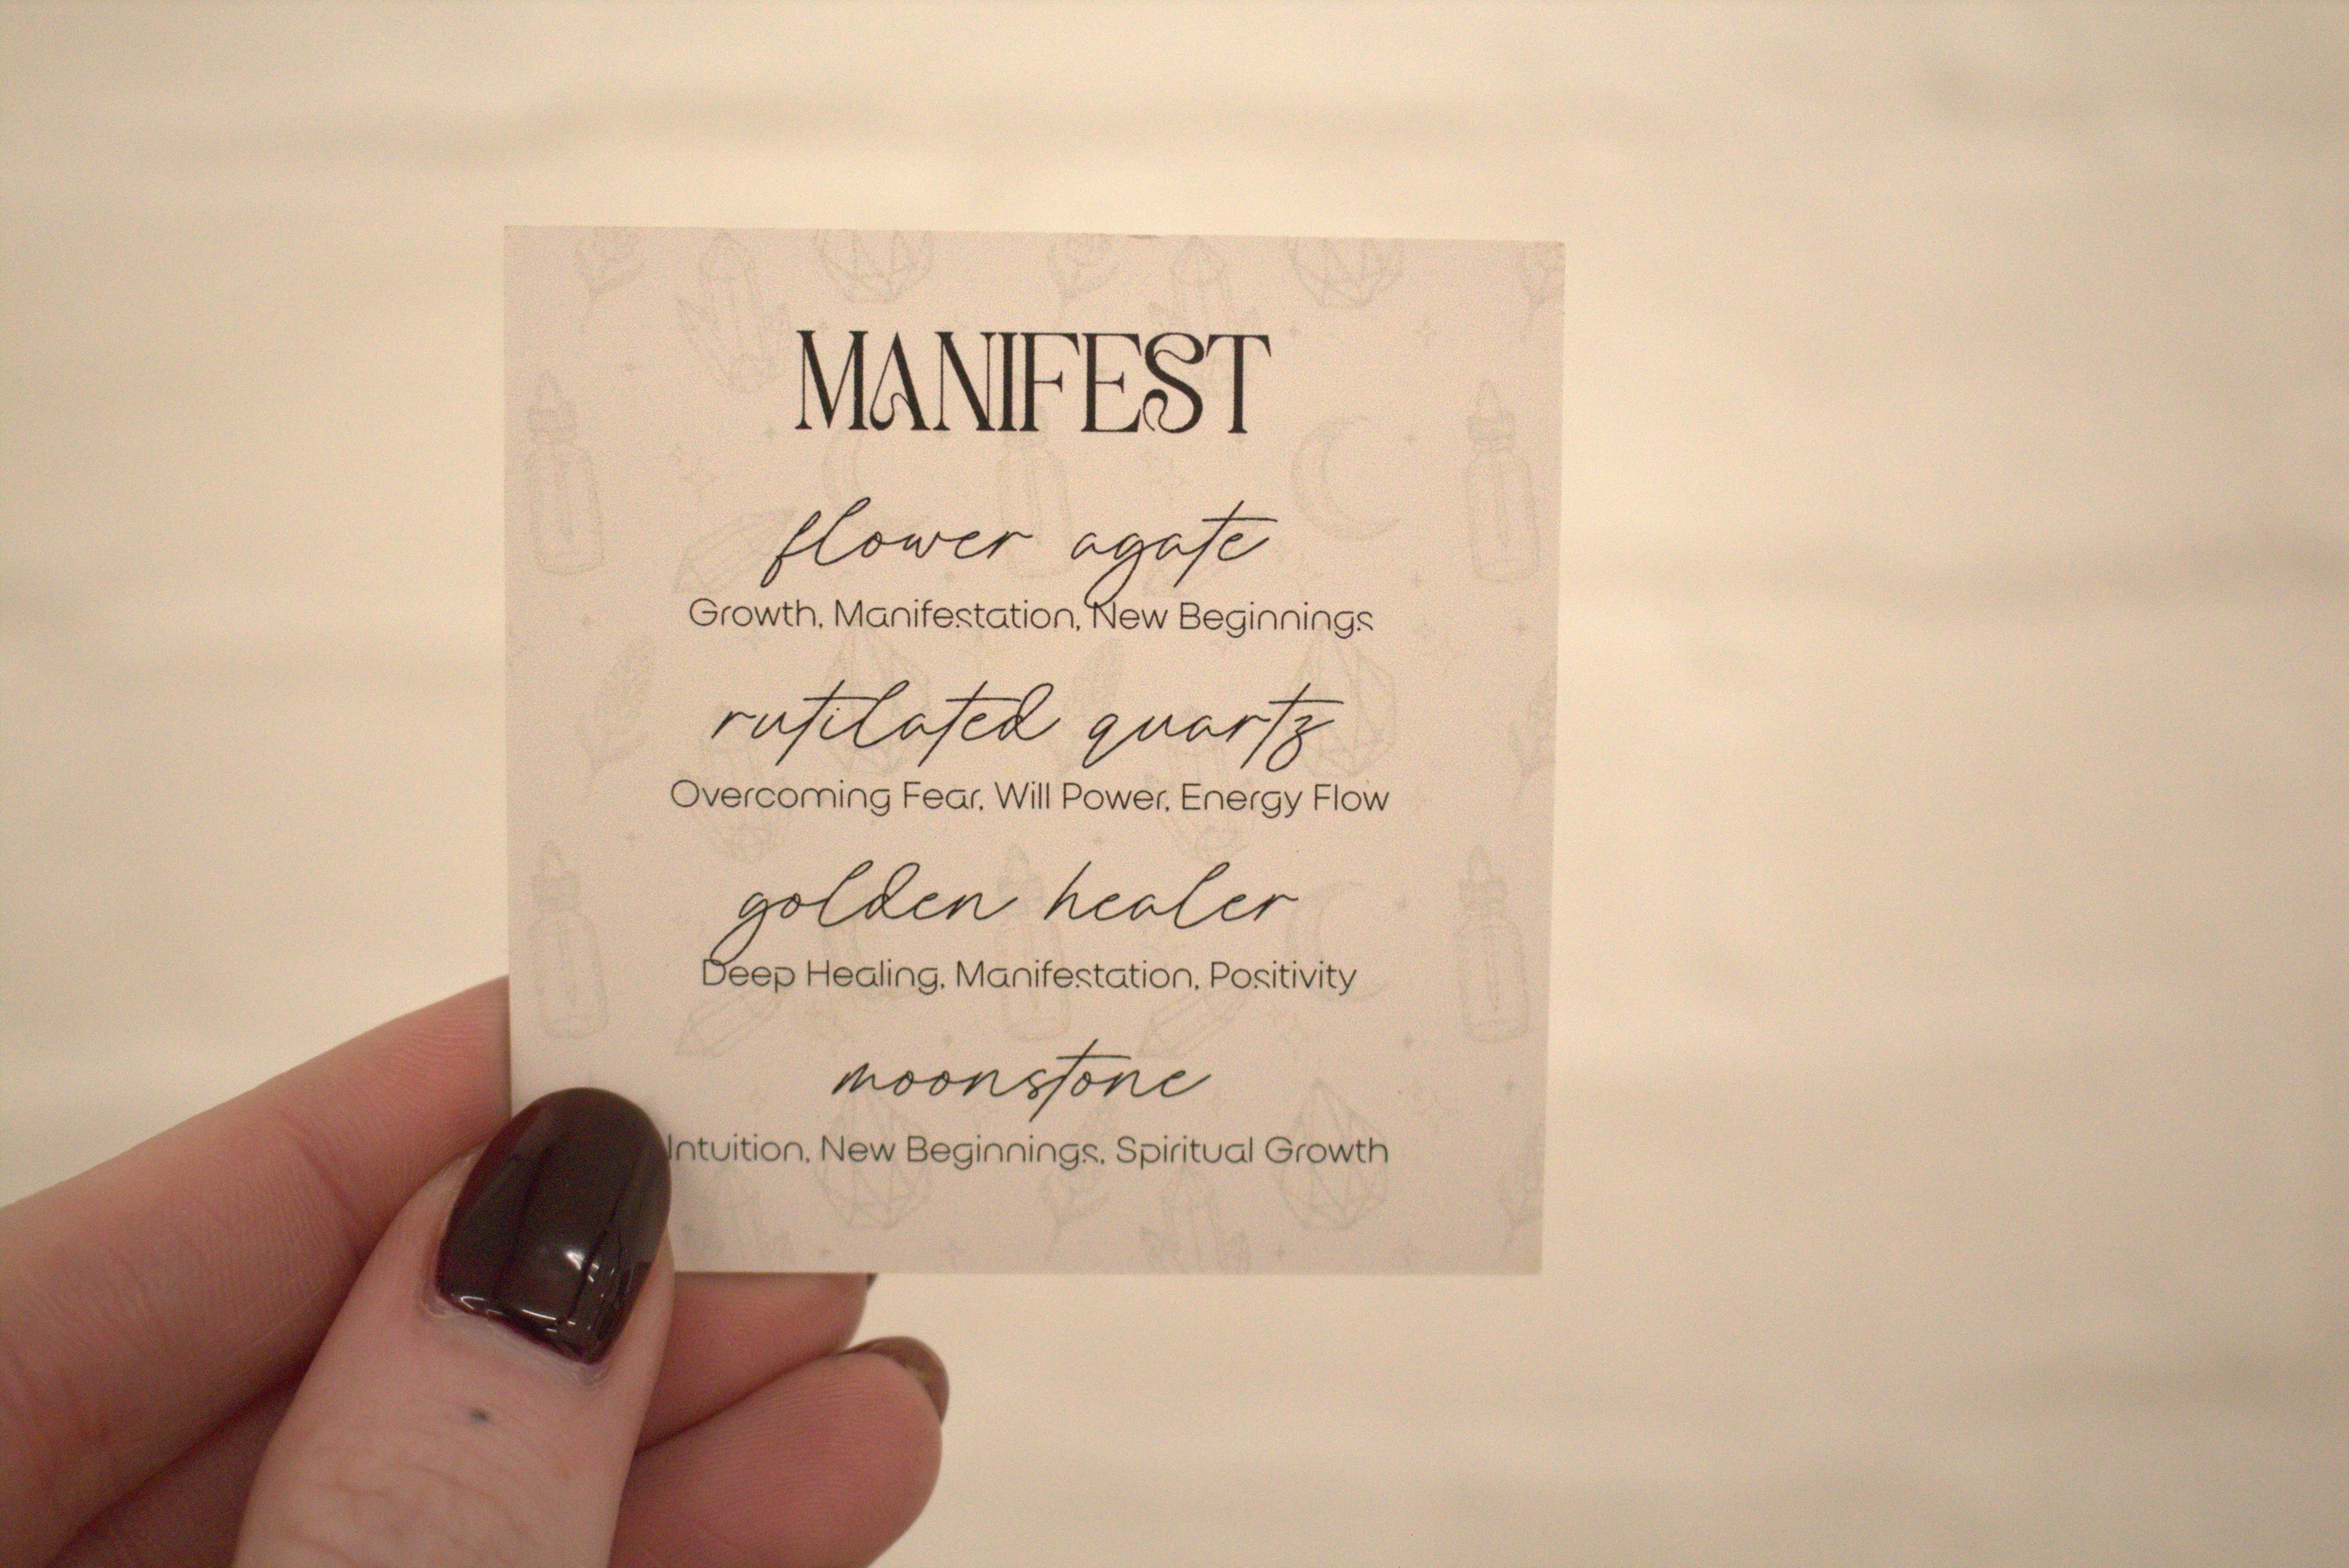 MANIFEST
flower agate
Growth, Manifestation, New Beginnings
rutilated quartz
Overcoming Fear, Will Power, Energy Flow
golden healer
Deep Healing, Manifestation, Positivity
moonstone
Intuition, New Beginnings, Spiritual Growth